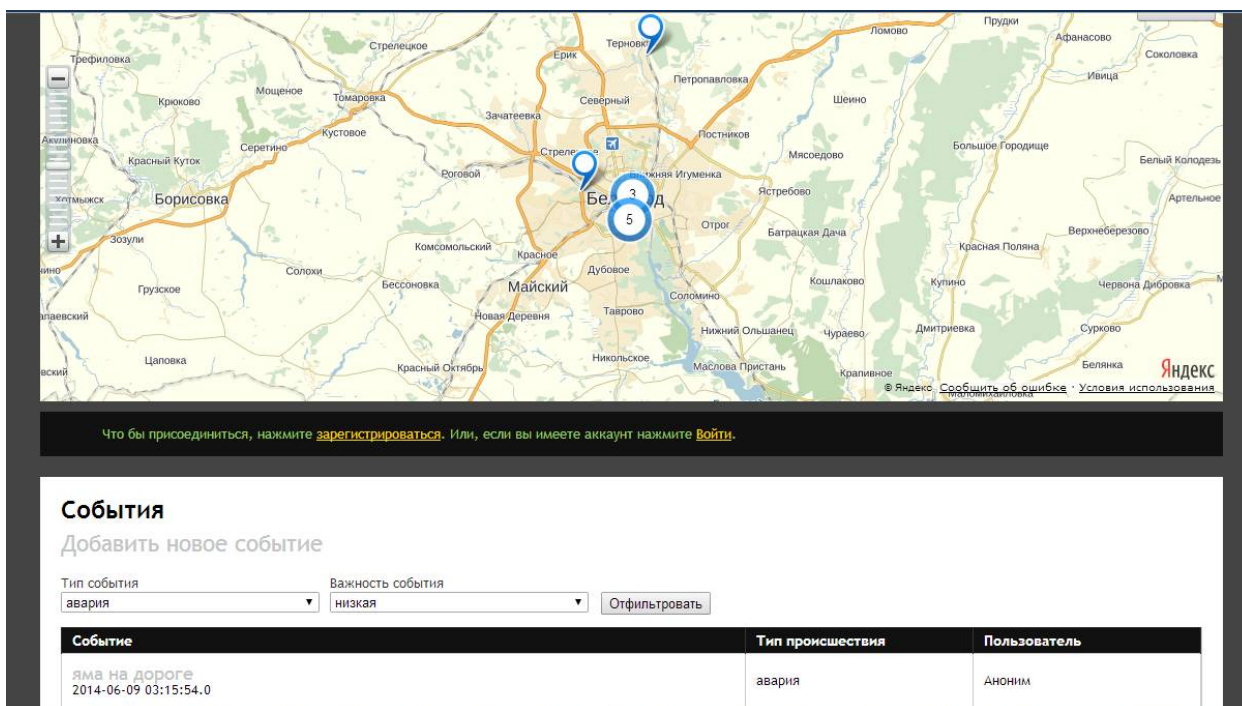 Прудки
Ломово
Афанасово
Стрелецкое
Ерик
Соколовка
Трефиловка
Петропавловка
Ивица
Мощеное
Крюково
Томаровка
Северный
Шеино
Зачатеевка
Кустовое
Постников
Серетино
Большое Городище
Красный Куток
Мясоедово
Белый Колодезь
Роговой
Игуменка
Борисовка
3
Ястребово
Артельное
5
Отрог
Батрацкая Дача
Верхнеберезово
Зозули
Комсомольский
Красное
Красная Поляна
Солохи
Дубовое
Грузское
Бессоновка
Майский
Кошлаково
Купино
Червона Дибровка
Соломино
Новая Деревня
Таврово
Нижний Ольшанец
Чураево
Дмитриевка
Сурково
Цаповка
Никольское
Красный Октябрь
Маслова Пристань
Крапивное
Белянка
Яндекс
© Яндекс Сообщить об ошибке · Условия использования
Что бы присоединиться, нажмите зарегистрироваться. Или, если вы имеете аккаунт нажмите Войти.
События
Добавить новое событие
Тип события Важность события
авария низкая Отфильтровать
Событие Тип происшествия Пользователь
яма на дороге
2014-06-09 03:15:54.0 авария Аноним